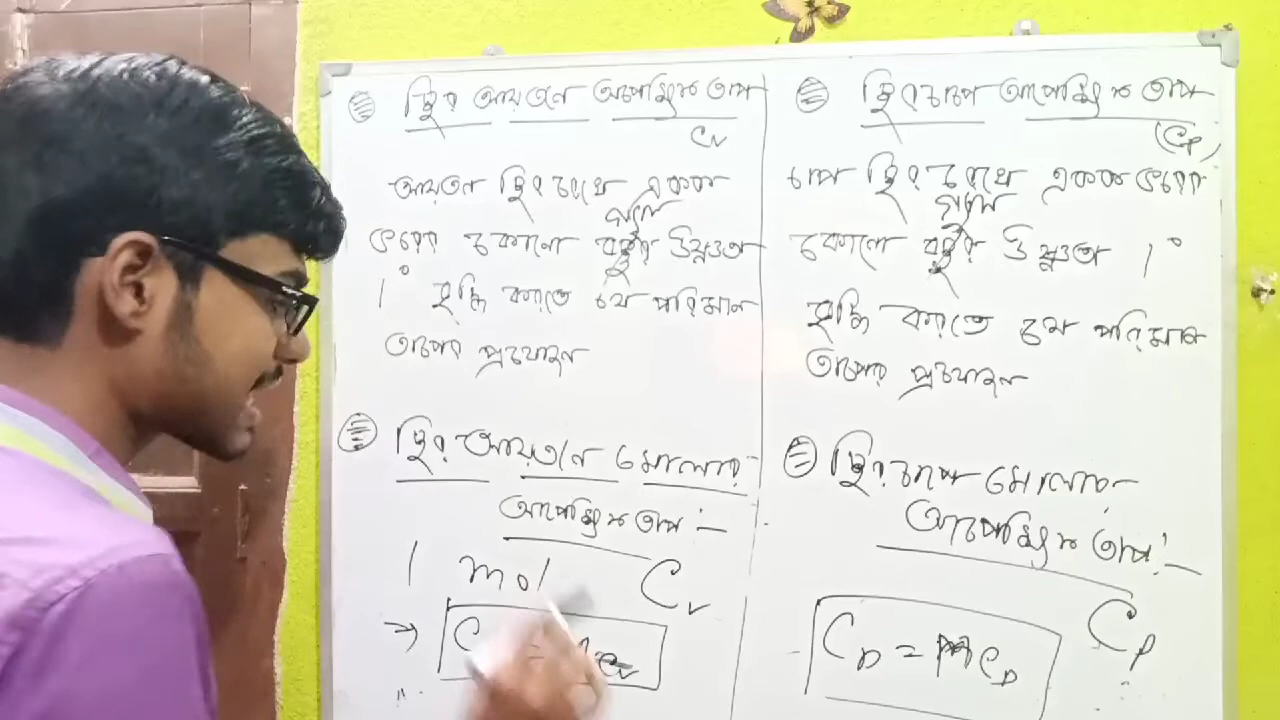 স্থির আয়তনে আপেক্ষিক তাপ
Cv
আয়তন স্থির রেখে একক
গ্যাস
ভরের কোনো বস্তুর উষ্ণতা
1° বৃদ্ধি করতে যে পরিমান
তাপের প্রয়োজন
স্থির আয়তনে মোলার
আপেক্ষিক তাপ :-
1 mol Cv
→
স্থির চাপে আপেক্ষিক তাপ
(Cp)
চাপ স্থির রেখে একক ভরের
গ্যাস
কোনো বস্তুর উষ্ণতা 1°
বৃদ্ধি করতে যে পরিমান
তাপের প্রয়োজন
স্থির চাপে মোলার
আপেক্ষিক তাপ :-
Cp
Cp = MCp